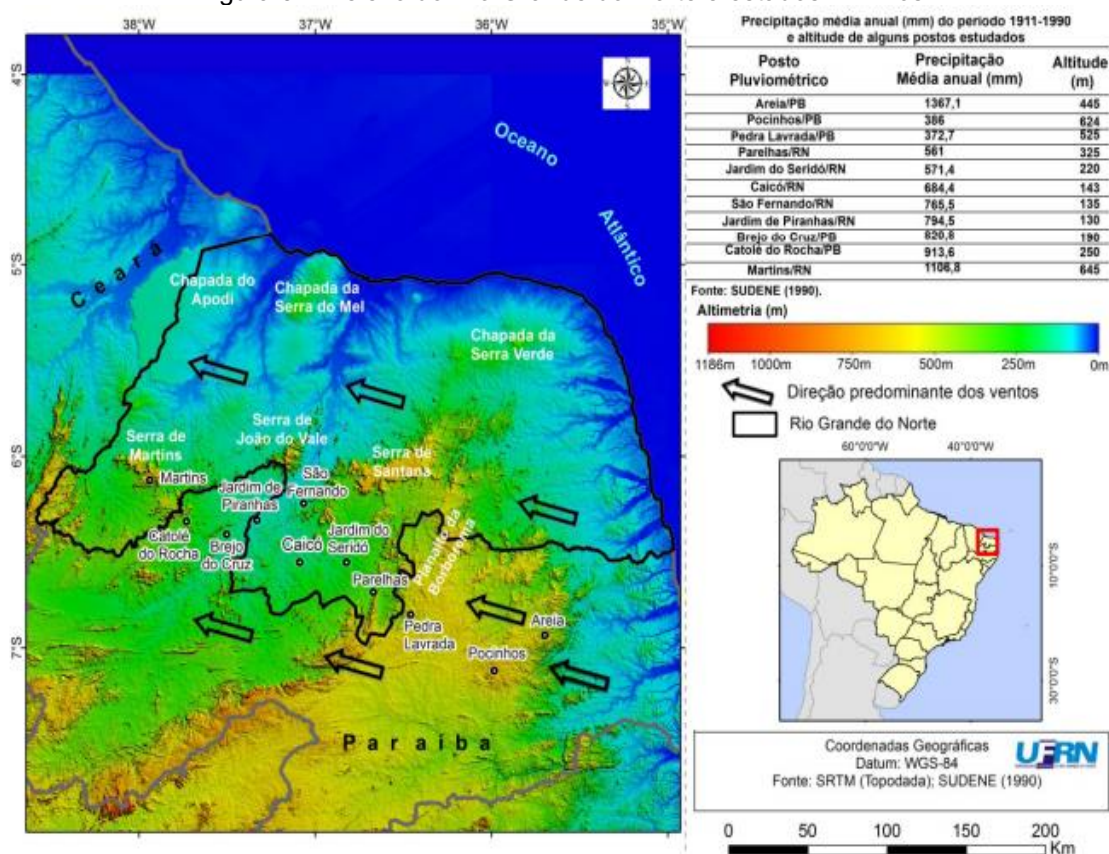 38°W
37°W
36°W
35°W
4°S
5°S
6°S
7°S
Oceano
Atlântico
Ceará
Chapada do
Apodi
Chapada da
Serra do Mel
Chapada da
Serra Verde
Serra de
Martins
Martins
Serra de
João do Vale
Serra de
Santana
São
Fernando
Jardim de
Piranhas
Catolé
do Rocha
Brejo
do Cruz
Caicó
Jardim do
Seridó
Parelhas
Planalto da
Borborema
Pedra
Lavrada
Areia
Pocinhos
Paraíba
Precipitação média anual (mm) do período 1911-1990
e altitude de alguns postos estudados
Posto
Pluviométrico
Precipitação
Média anual (mm)
Altitude
(m)
Areia/PB 1367,1 445
Pocinhos/PB 386 624
Pedra Lavrada/PB 372,7 525
Parelhas/RN 561 325
Jardim do Seridó/RN 571,4 220
Caicó/RN 684,4 143
São Fernando/RN 765,5 135
Jardim de Piranhas/RN 794,5 130
Brejo do Cruz/PB 820,8 190
Catolé do Rocha/PB 913,6 250
Martins/RN 1106,8 645
Fonte: SUDENE (1990).
Altimetria (m)
1186m 1000m 750m 500m 250m 0m
Direção predominante dos ventos
Rio Grande do Norte
60°0'0"W 40°0'0"W
10°0'0"S
30°0'0"S
Coordenadas Geográficas
Datum: WGS-84
Fonte: SRTM (Topodada); SUDENE (1990)
UFRN
0 50 100 150 200
Km